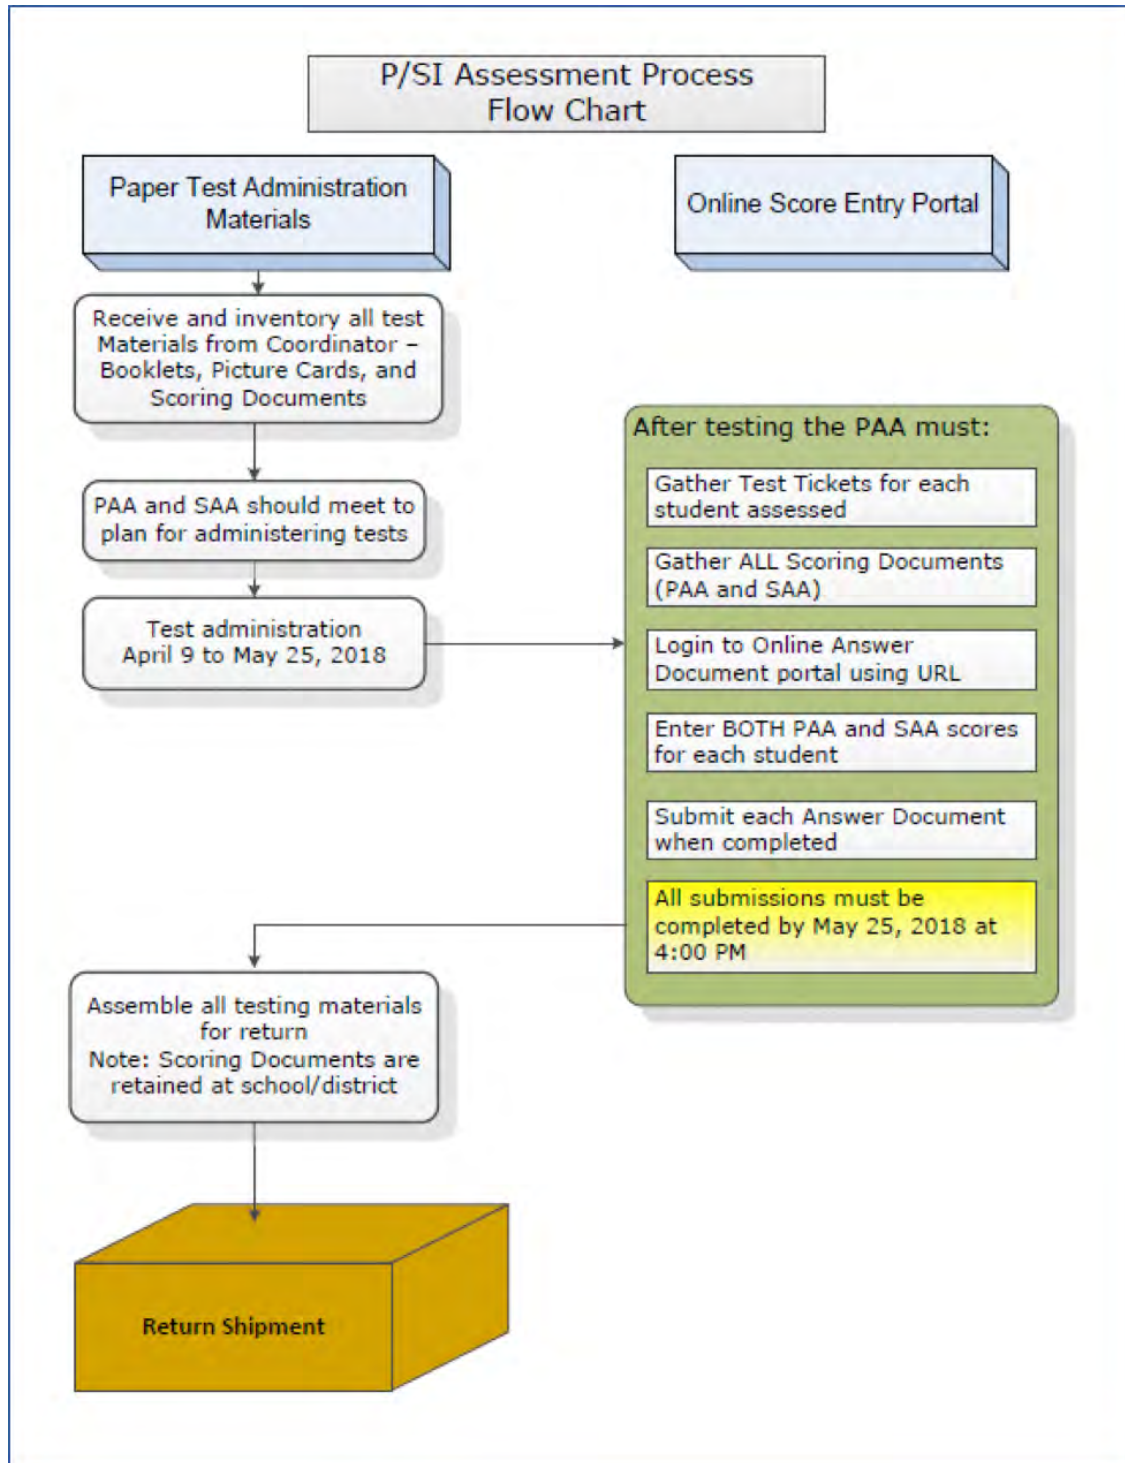 P/SI Assessment Process
Flow Chart
Paper Test Administration
Materials
Online Score Entry Portal
Receive and inventory all test
Materials from Coordinator –
Booklets, Picture Cards, and
Scoring Documents
PAA and SAA should meet to
plan for administering tests
Test administration
April 9 to May 25, 2018
After testing the PAA must:
Gather Test Tickets for each
student assessed
Gather ALL Scoring Documents
(PAA and SAA)
Login to Online Answer
Document portal using URL
Enter BOTH PAA and SAA scores
for each student
Submit each Answer Document
when completed
All submissions must be
completed by May 25, 2018 at
4:00 PM
Assemble all testing materials
for return
Note: Scoring Documents are
retained at school/district
Return Shipment